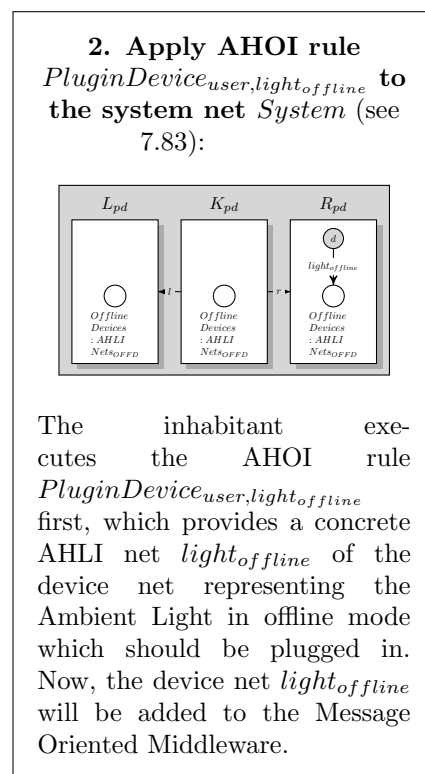 2. Apply AHOI rule
PluginDevice_{user,light_{offline}} to
the system net System (see
7.83):
L_{pd} K_{pd} R_{pd}
d
light_{offline}
l r
Offline Offline Offline
Devices Devices Devices
: AHLI : AHLI : AHLI
Nets_{OFFD} Nets_{OFFD} Nets_{OFFD}
The inhabitant exe-
cutes the AHOI rule
PluginDevice_{user,light_{offline}}
first, which provides a concrete
AHLI net light_{offline} of the
device net representing the
Ambient Light in offline mode
which should be plugged in.
Now, the device net light_{offline}
will be added to the Message
Oriented Middleware.